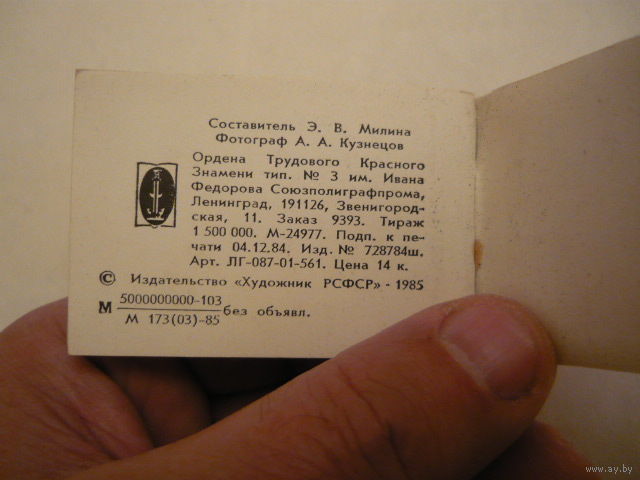 Составитель Э. В. Милина
Фотограф А. А. Кузнецов
Ордена Трудового Красного
Знамени тип. № 3 им. Ивана
Федорова Союзполиграфпрома,
Ленинград, 191126, Звенигород-
ская, 11. Заказ 9393. Тираж
1 500 000. М-24977. Подп. к пе-
чати 04.12.84. Изд. № 728784ш.
Арт. ЛГ-087-01-561. Цена 14 к.
© Издательство «Художник РСФСР» · 1985
М 5000000000-103
М 173(03)-85 без объявл.
www.ay.by